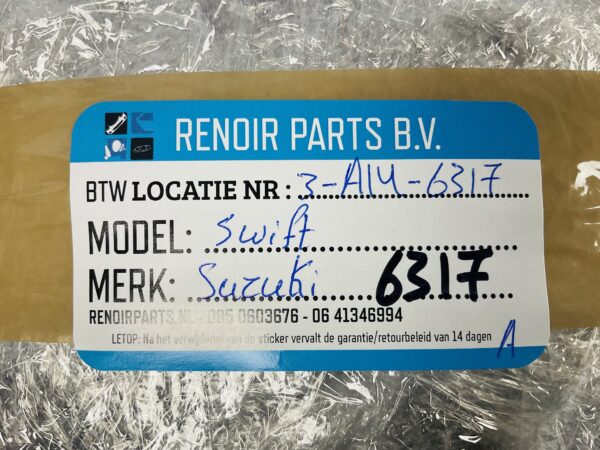 RENOIR PARTS B.V.
BTW LOCATIE NR : 3-A14-6317
MODEL: Swift
MERK: Suzuki 6317
RENOIRPARTS.NL 085 0603676 - 06 41346994
LETOP: Na het verwijderen van de sticker vervalt de garantie/retourbeleid van 14 dagen
A